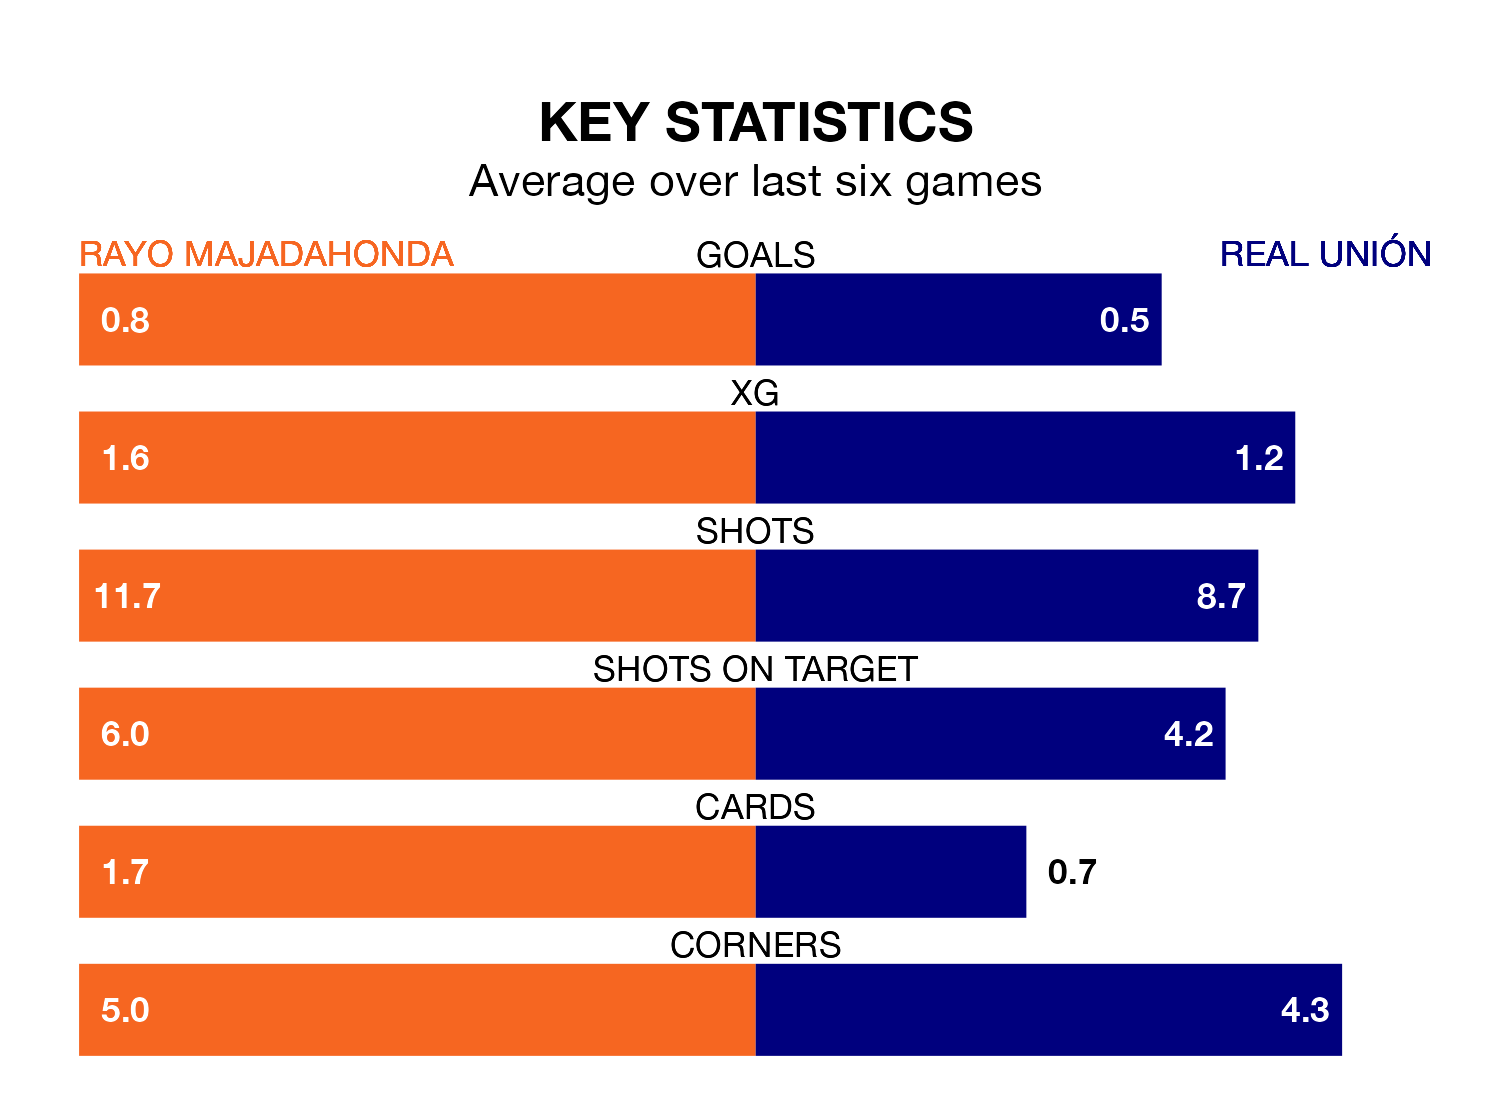 KEY STATISTICS
Average over last six games
RAYO MAJADAHONDA GOALS REAL UNIÓN
0.8 0.5
XG
1.6 1.2
SHOTS
11.7 8.7
SHOTS ON TARGET
6.0 4.2
CARDS
1.7 0.7
CORNERS
5.0 4.3